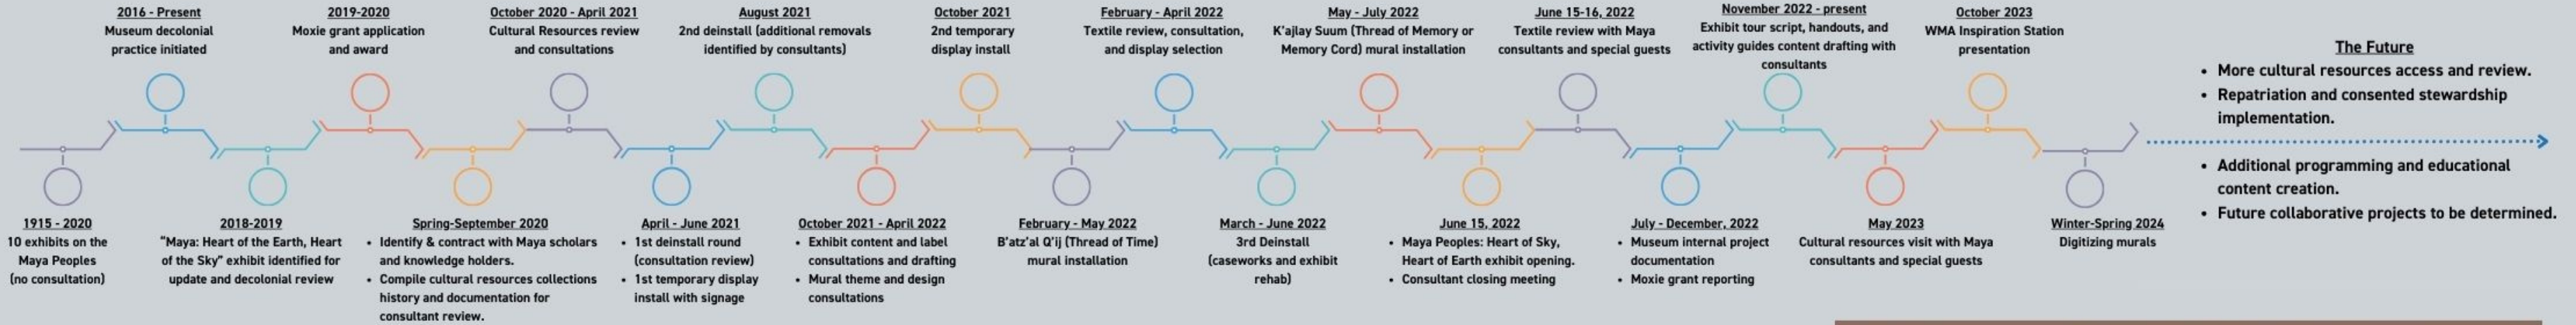 2016 - Present
Museum decolonial
practice initiated
2019-2020
Moxie grant application
and award
October 2020 - April 2021
Cultural Resources review
and consultations
August 2021
2nd deinstall (additional removals
identified by consultants)
October 2021
2nd temporary
display install
February - April 2022
Textile review, consultation,
and display selection
May - July 2022
K'ajlay Suum (Thread of Memory or
Memory Cord) mural installation
June 15-16, 2022
Textile review with Maya
consultants and special guests
November 2022 - present
Exhibit tour script, handouts, and
activity guides content drafting with
consultants
October 2023
WMA Inspiration Station
presentation
1915 - 2020
10 exhibits on the
Maya Peoples
(no consultation)
2018-2019
"Maya: Heart of the Earth, Heart
of the Sky" exhibit identified for
update and decolonial review
Spring-September 2020
• Identify & contract with Maya scholars
and knowledge holders.
• Compile cultural resources collections
history and documentation for
consultant review.
April - June 2021
• 1st deinstall round
(consultation review)
• 1st temporary display
install with signage
October 2021 - April 2022
• Exhibit content and label
consultations and drafting
• Mural theme and design
consultations
February - May 2022
B'atz'al Q'ij (Thread of Time)
mural installation
March - June 2022
3rd Deinstall
(caseworks and exhibit
rehab)
June 15, 2022
• Maya Peoples: Heart of Sky,
Heart of Earth exhibit opening.
• Consultant closing meeting
July - December, 2022
• Museum internal project
documentation
• Moxie grant reporting
May 2023
Cultural resources visit with Maya
consultants and special guests
Winter-Spring 2024
Digitizing murals
The Future
• More cultural resources access and review.
• Repatriation and consented stewardship
implementation.
• Additional programming and educational
content creation.
• Future collaborative projects to be determined.